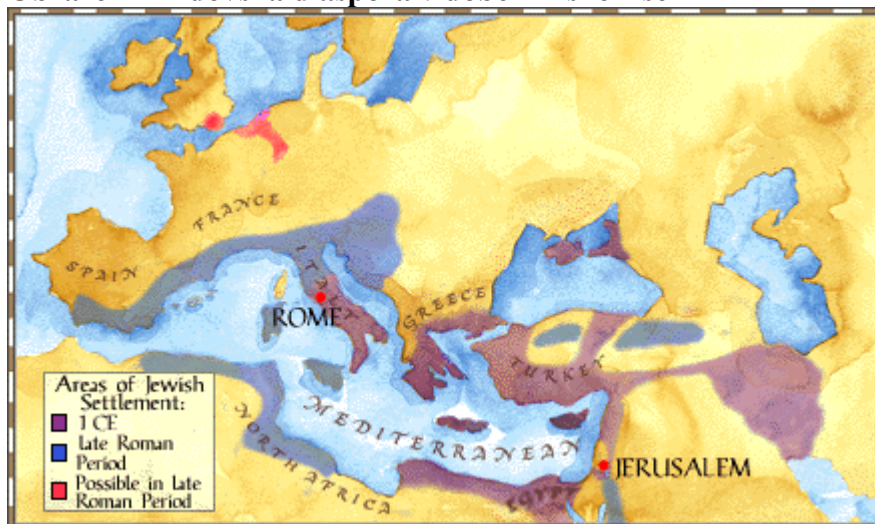 FRANCE
SPAIN
ITALY
ROME
GREECE
TURKEY
MEDITERRANEAN
NORTH AFRICA
EGYPT
JERUSALEM
Areas of Jewish
Settlement:
1 CE
Late Roman
Period
Possible in Late
Roman Period